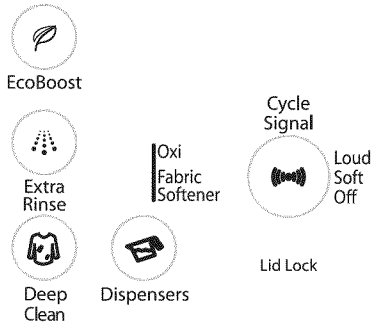 EcoBoost
Cycle
Signal
Oxi
Fabric
Softener
Loud
Soft
Off
Extra
Rinse
Lid Lock
Deep
Clean
Dispensers